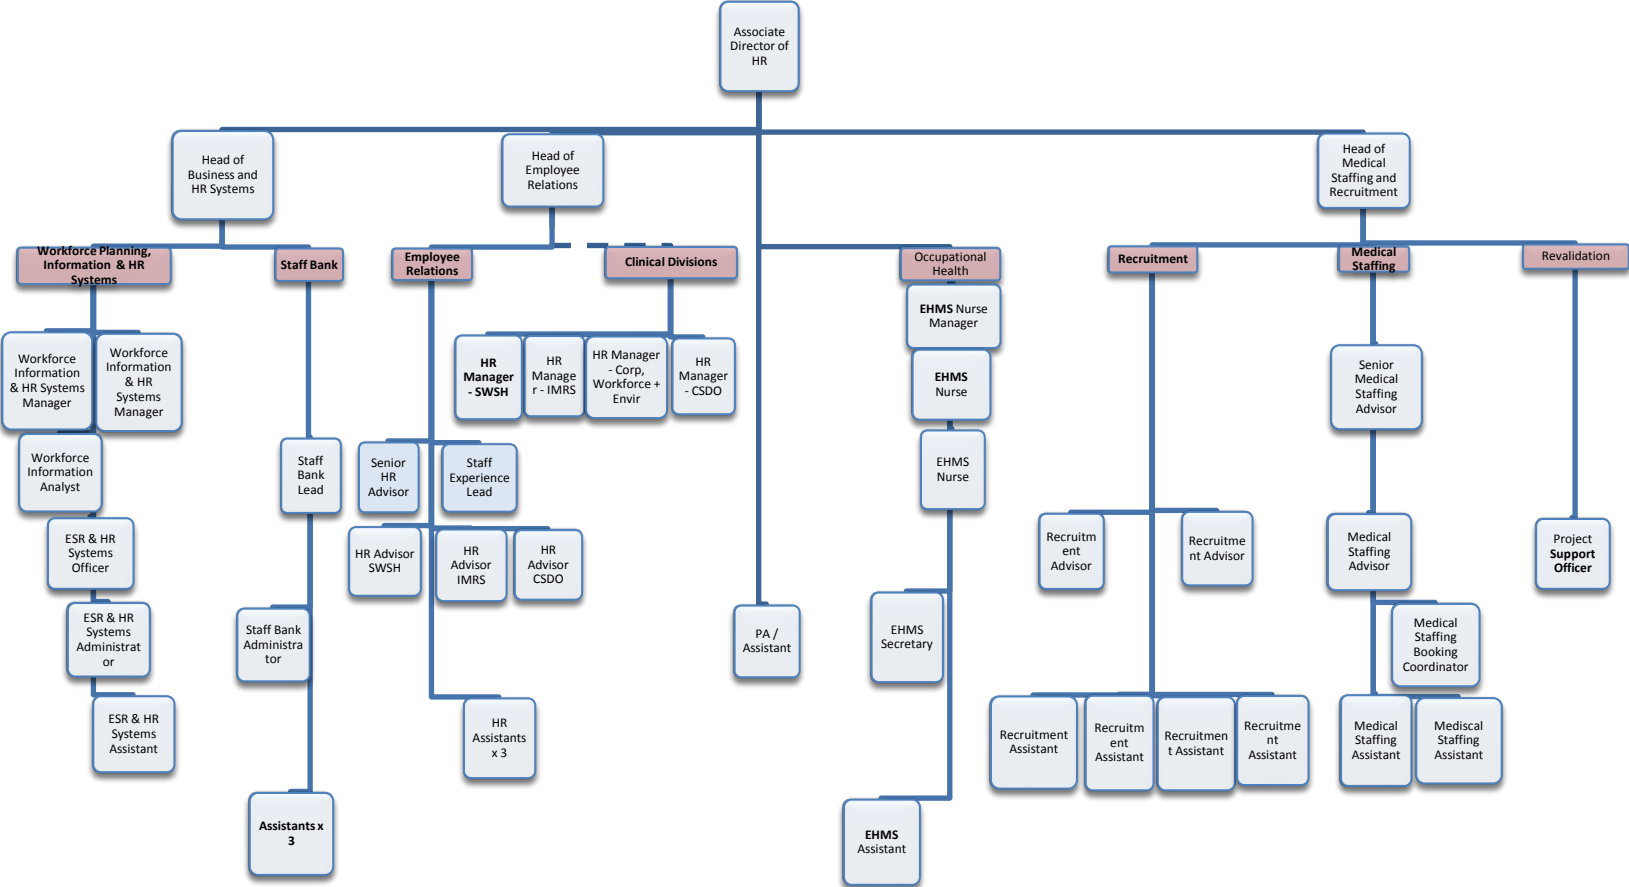 Associate
Director of
HR
Head of
Business and
HR Systems
Head of
Employee
Relations
Head of
Medical
Staffing and
Recruitment
Workforce Planning,
Information & HR
Systems
Staff Bank
Employee
Relations
Clinical Divisions
Occupational
Health
Recruitment
Medical
Staffing
Revalidation
EHMS Nurse
Manager
Workforce
Information
& HR Systems
Manager
Workforce
Information
& HR
Systems
Manager
HR
Manager
- SWSH
HR
Manage
r - IMRS
HR Manager
- Corp,
Workforce +
Envir
HR
Manager
- CSDO
EHMS
Nurse
Senior
Medical
Staffing
Advisor
Workforce
Information
Analyst
Staff
Bank
Lead
Senior
HR
Advisor
Staff
Experience
Lead
EHMS
Nurse
ESR & HR
Systems
Officer
HR Advisor
SWSH
HR
Advisor
IMRS
HR
Advisor
CSDO
Recruitm
ent
Advisor
Recruitme
nt Advisor
Medical
Staffing
Advisor
Project
Support
Officer
ESR & HR
Systems
Administrat
or
Staff Bank
Administra
tor
PA /
Assistant
EHMS
Secretary
Medical
Staffing
Booking
Coordinator
ESR & HR
Systems
Assistant
HR
Assistants
x 3
Recruitment
Assistant
Recruitm
ent
Assistant
Recruitmen
t Assistant
Recruitme
nt
Assistant
Medical
Staffing
Assistant
Mediscal
Staffing
Assistant
Assistants x
3
EHMS
Assistant